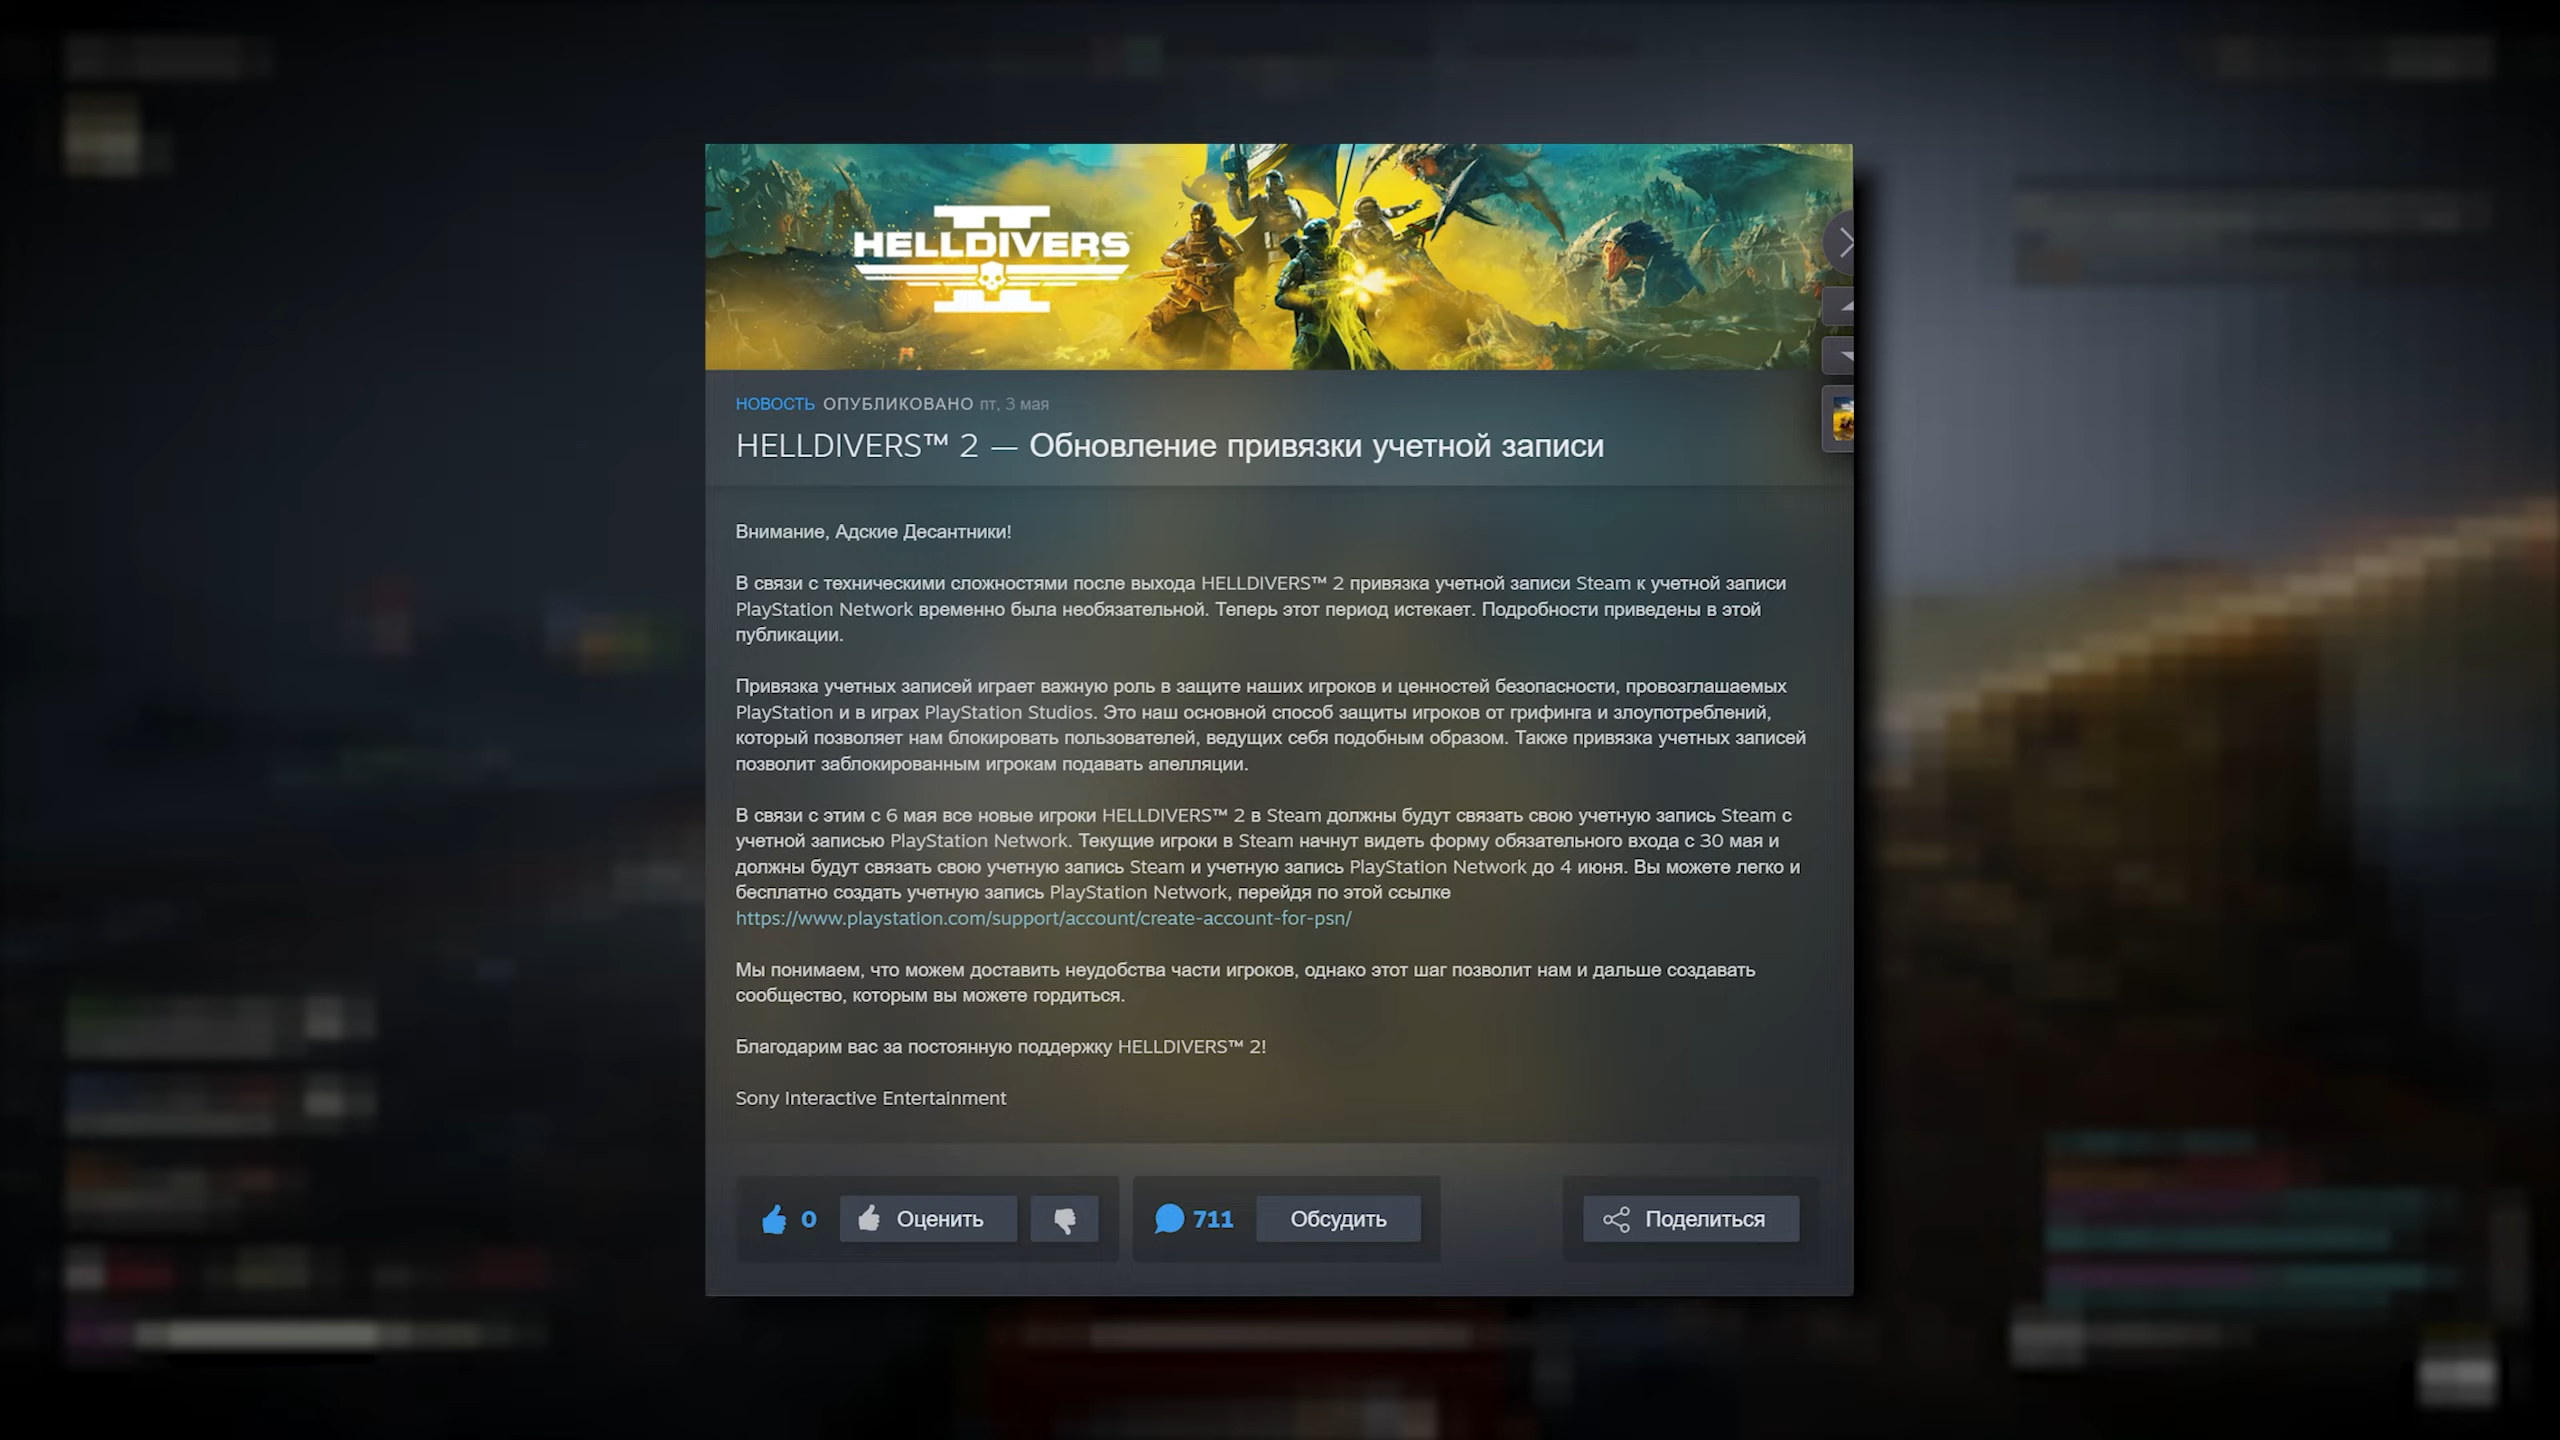 HELLDIVERS™
II
НОВОСТЬ ОПУБЛИКОВАНО пт, 3 мая
HELLDIVERS™ 2 — Обновление привязки учетной записи
Внимание, Адские Десантники!
В связи с техническими сложностями после выхода HELLDIVERS™ 2 привязка учетной записи Steam к учетной записи
PlayStation Network временно была необязательной. Теперь этот период истекает. Подробности приведены в этой
публикации.
Привязка учетных записей играет важную роль в защите наших игроков и ценностей безопасности, провозглашаемых
PlayStation и в играх PlayStation Studios. Это наш основной способ защиты игроков от грифинга и злоупотреблений,
который позволяет нам блокировать пользователей, ведущих себя подобным образом. Также привязка учетных записей
позволит заблокированным игрокам подавать апелляции.
В связи с этим с 6 мая все новые игроки HELLDIVERS™ 2 в Steam должны будут связать свою учетную запись Steam с
учетной записью PlayStation Network. Текущие игроки в Steam начнут видеть форму обязательного входа с 30 мая и
должны будут связать свою учетную запись Steam и учетную запись PlayStation Network до 4 июня. Вы можете легко и
бесплатно создать учетную запись PlayStation Network, перейдя по этой ссылке
https://www.playstation.com/support/account/create-account-for-psn/
Мы понимаем, что можем доставить неудобства части игроков, однако этот шаг позволит нам и дальше создавать
сообщество, которым вы можете гордиться.
Благодарим вас за постоянную поддержку HELLDIVERS™ 2!
Sony Interactive Entertainment
0 Оценить 711 Обсудить Поделиться